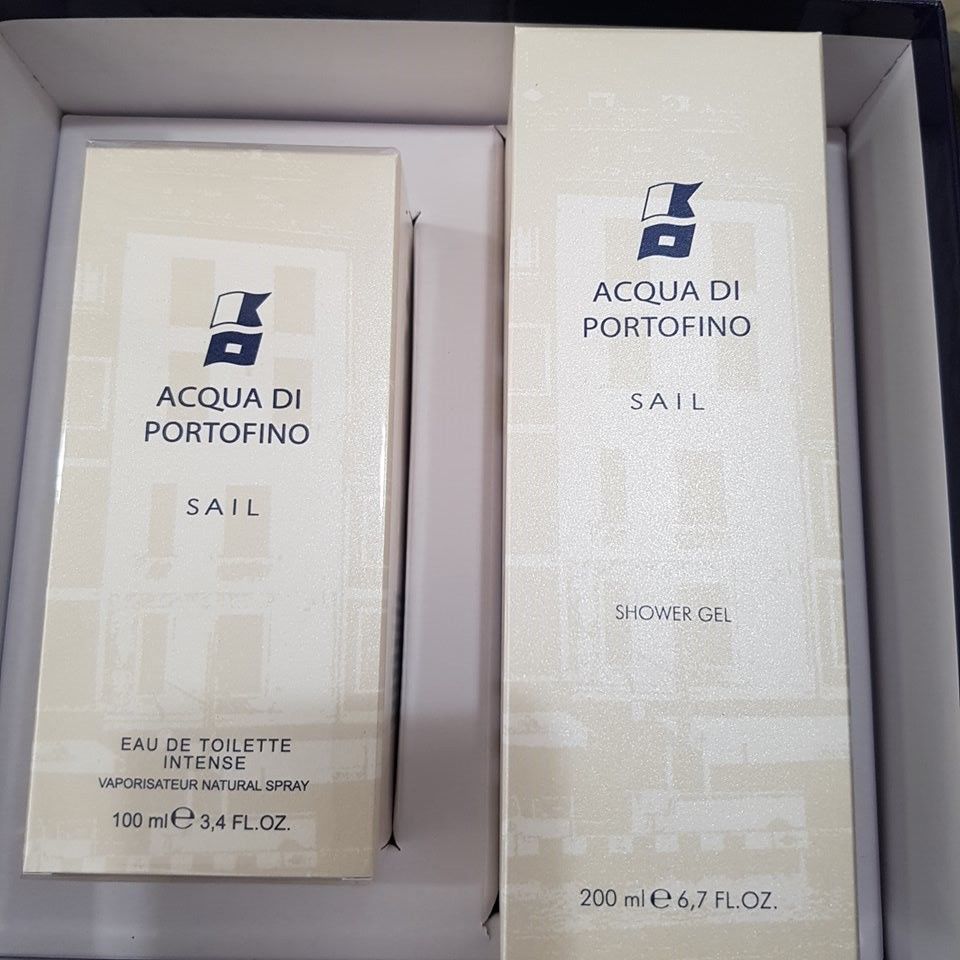 ACQUA DI
PORTOFINO
SAIL
EAU DE TOILETTE
INTENSE
VAPORISATEUR NATURAL SPRAY
100 ml ℮ 3,4 FL.OZ.
ACQUA DI
PORTOFINO
SAIL
SHOWER GEL
200 ml ℮ 6,7 FL.OZ.